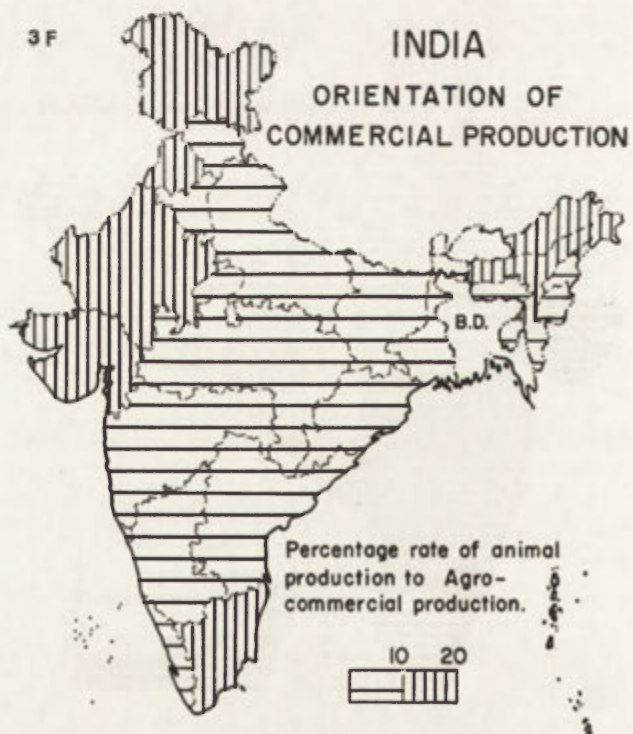 3F
INDIA
ORIENTATION OF
COMMERCIAL PRODUCTION
B.D.
Percentage rate of animal
production to Agro-
commercial production.
10 20